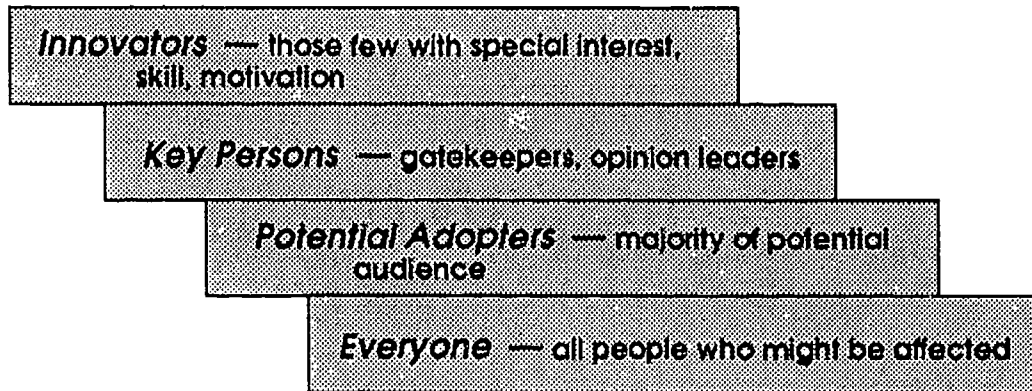 Innovators — those few with special interest,
skill, motivation
Key Persons — gatekeepers, opinion leaders
Potential Adopters — majority of potential
audience
Everyone — all people who might be affected